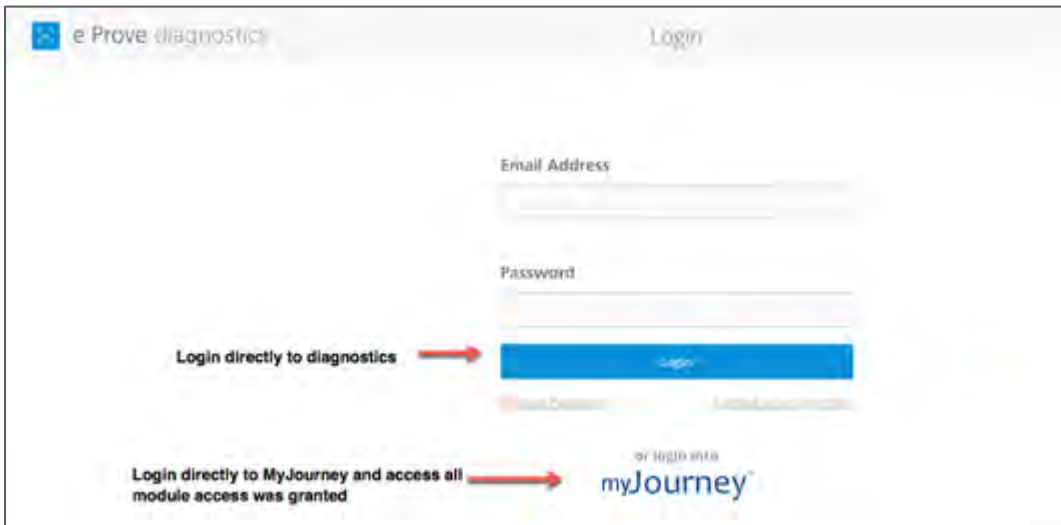 e Prove diagnostics
Login
Email Address
Password
Login directly to diagnostics
Login
or login into
Login directly to MyJourney and access all
module access was granted
myJourney